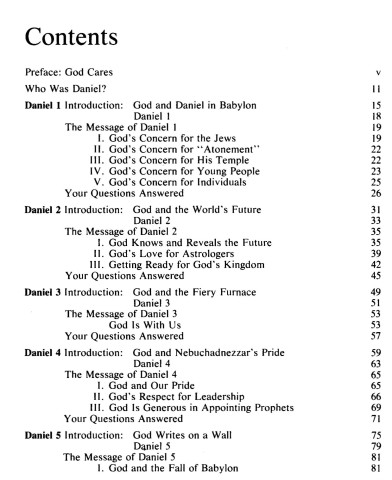 Contents
Preface: God Cares v
Who Was Daniel? 11
Daniel 1 Introduction: God and Daniel in Babylon 15
Daniel 1 18
The Message of Daniel 1 19
I. God's Concern for the Jews 19
II. God's Concern for "Atonement" 22
III. God's Concern for His Temple 22
IV. God's Concern for Young People 23
V. God's Concern for Individuals 25
Your Questions Answered 26
Daniel 2 Introduction: God and the World's Future 31
Daniel 2 33
The Message of Daniel 2 35
I. God Knows and Reveals the Future 35
II. God's Love for Astrologers 39
III. Getting Ready for God's Kingdom 42
Your Questions Answered 45
Daniel 3 Introduction: God and the Fiery Furnace 49
Daniel 3 51
The Message of Daniel 3 53
God Is With Us 53
Your Questions Answered 57
Daniel 4 Introduction: God and Nebuchadnezzar's Pride 59
Daniel 4 63
The Message of Daniel 4 65
I. God and Our Pride 65
II. God's Respect for Leadership 66
III. God Is Generous in Appointing Prophets 69
Your Questions Answered 71
Daniel 5 Introduction: God Writes on a Wall 75
Daniel 5 79
The Message of Daniel 5 81
I. God and the Fall of Babylon 81